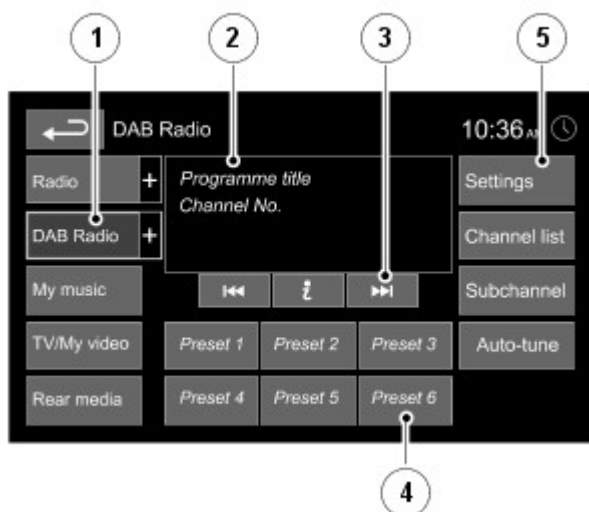 1 2 3 5
DAB Radio 10:36 AM
Radio + Programme title Settings
Channel No.
DAB Radio + Channel list
My music i Subchannel
TV/My video Preset 1 Preset 2 Preset 3 Auto-tune
Rear media Preset 4 Preset 5 Preset 6
4